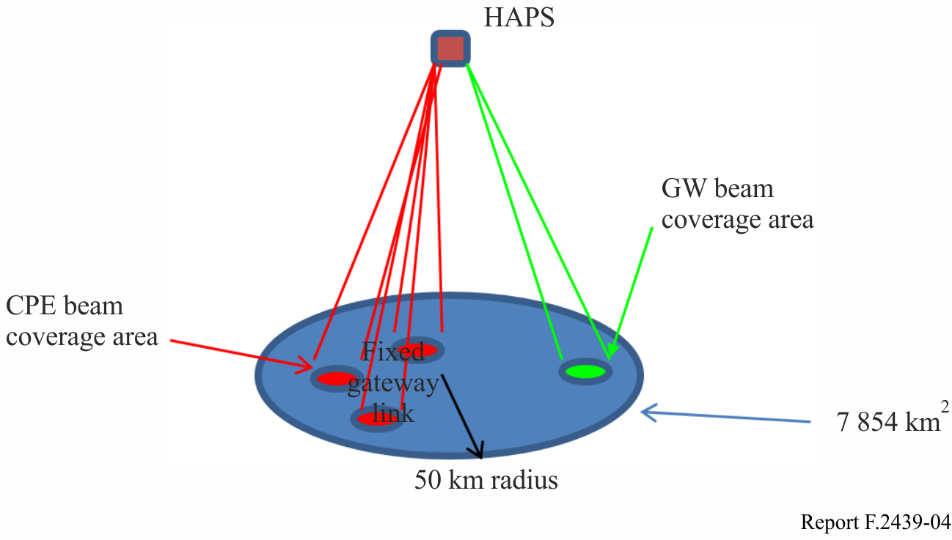 HAPS
GW beam
coverage area
CPE beam
coverage area
Fixed
gateway
link
7 854 km²
50 km radius
Report F.2439-04